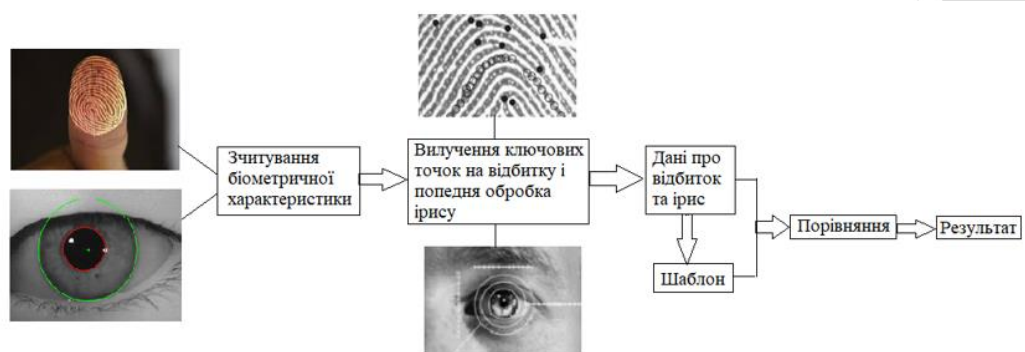 Зчитування
біометричної
характеристики
Вилучення ключових
точок на відбитку і
попедня обробка
ірису
Дані про
відбиток
та ірис
Шаблон
Порівняння
Результат